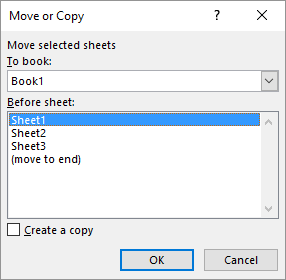 Move or Copy
Move selected sheets
To book:
Book1
Before sheet:
Sheet1
Sheet2
Sheet3
(move to end)
Create a copy
OK
Cancel